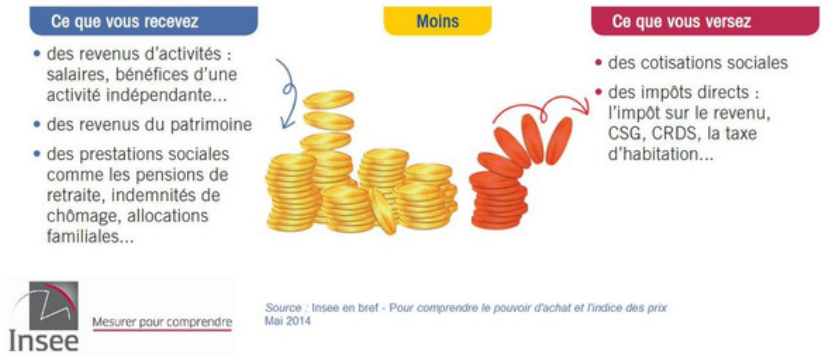 Ce que vous recevez
• des revenus d'activités :
salaires, bénéfices d'une
activité indépendante...
• des revenus du patrimoine
• des prestations sociales
comme les pensions de
retraite, indemnités de
chômage, allocations
familiales...
Moins
Ce que vous versez
• des cotisations sociales
• des impôts directs :
l'impôt sur le revenu,
CSG, CRDS, la taxe
d'habitation...
Insee
Mesurer pour comprendre
Source : Insee en bref - Pour comprendre le pouvoir d'achat et l'indice des prix
Mai 2014